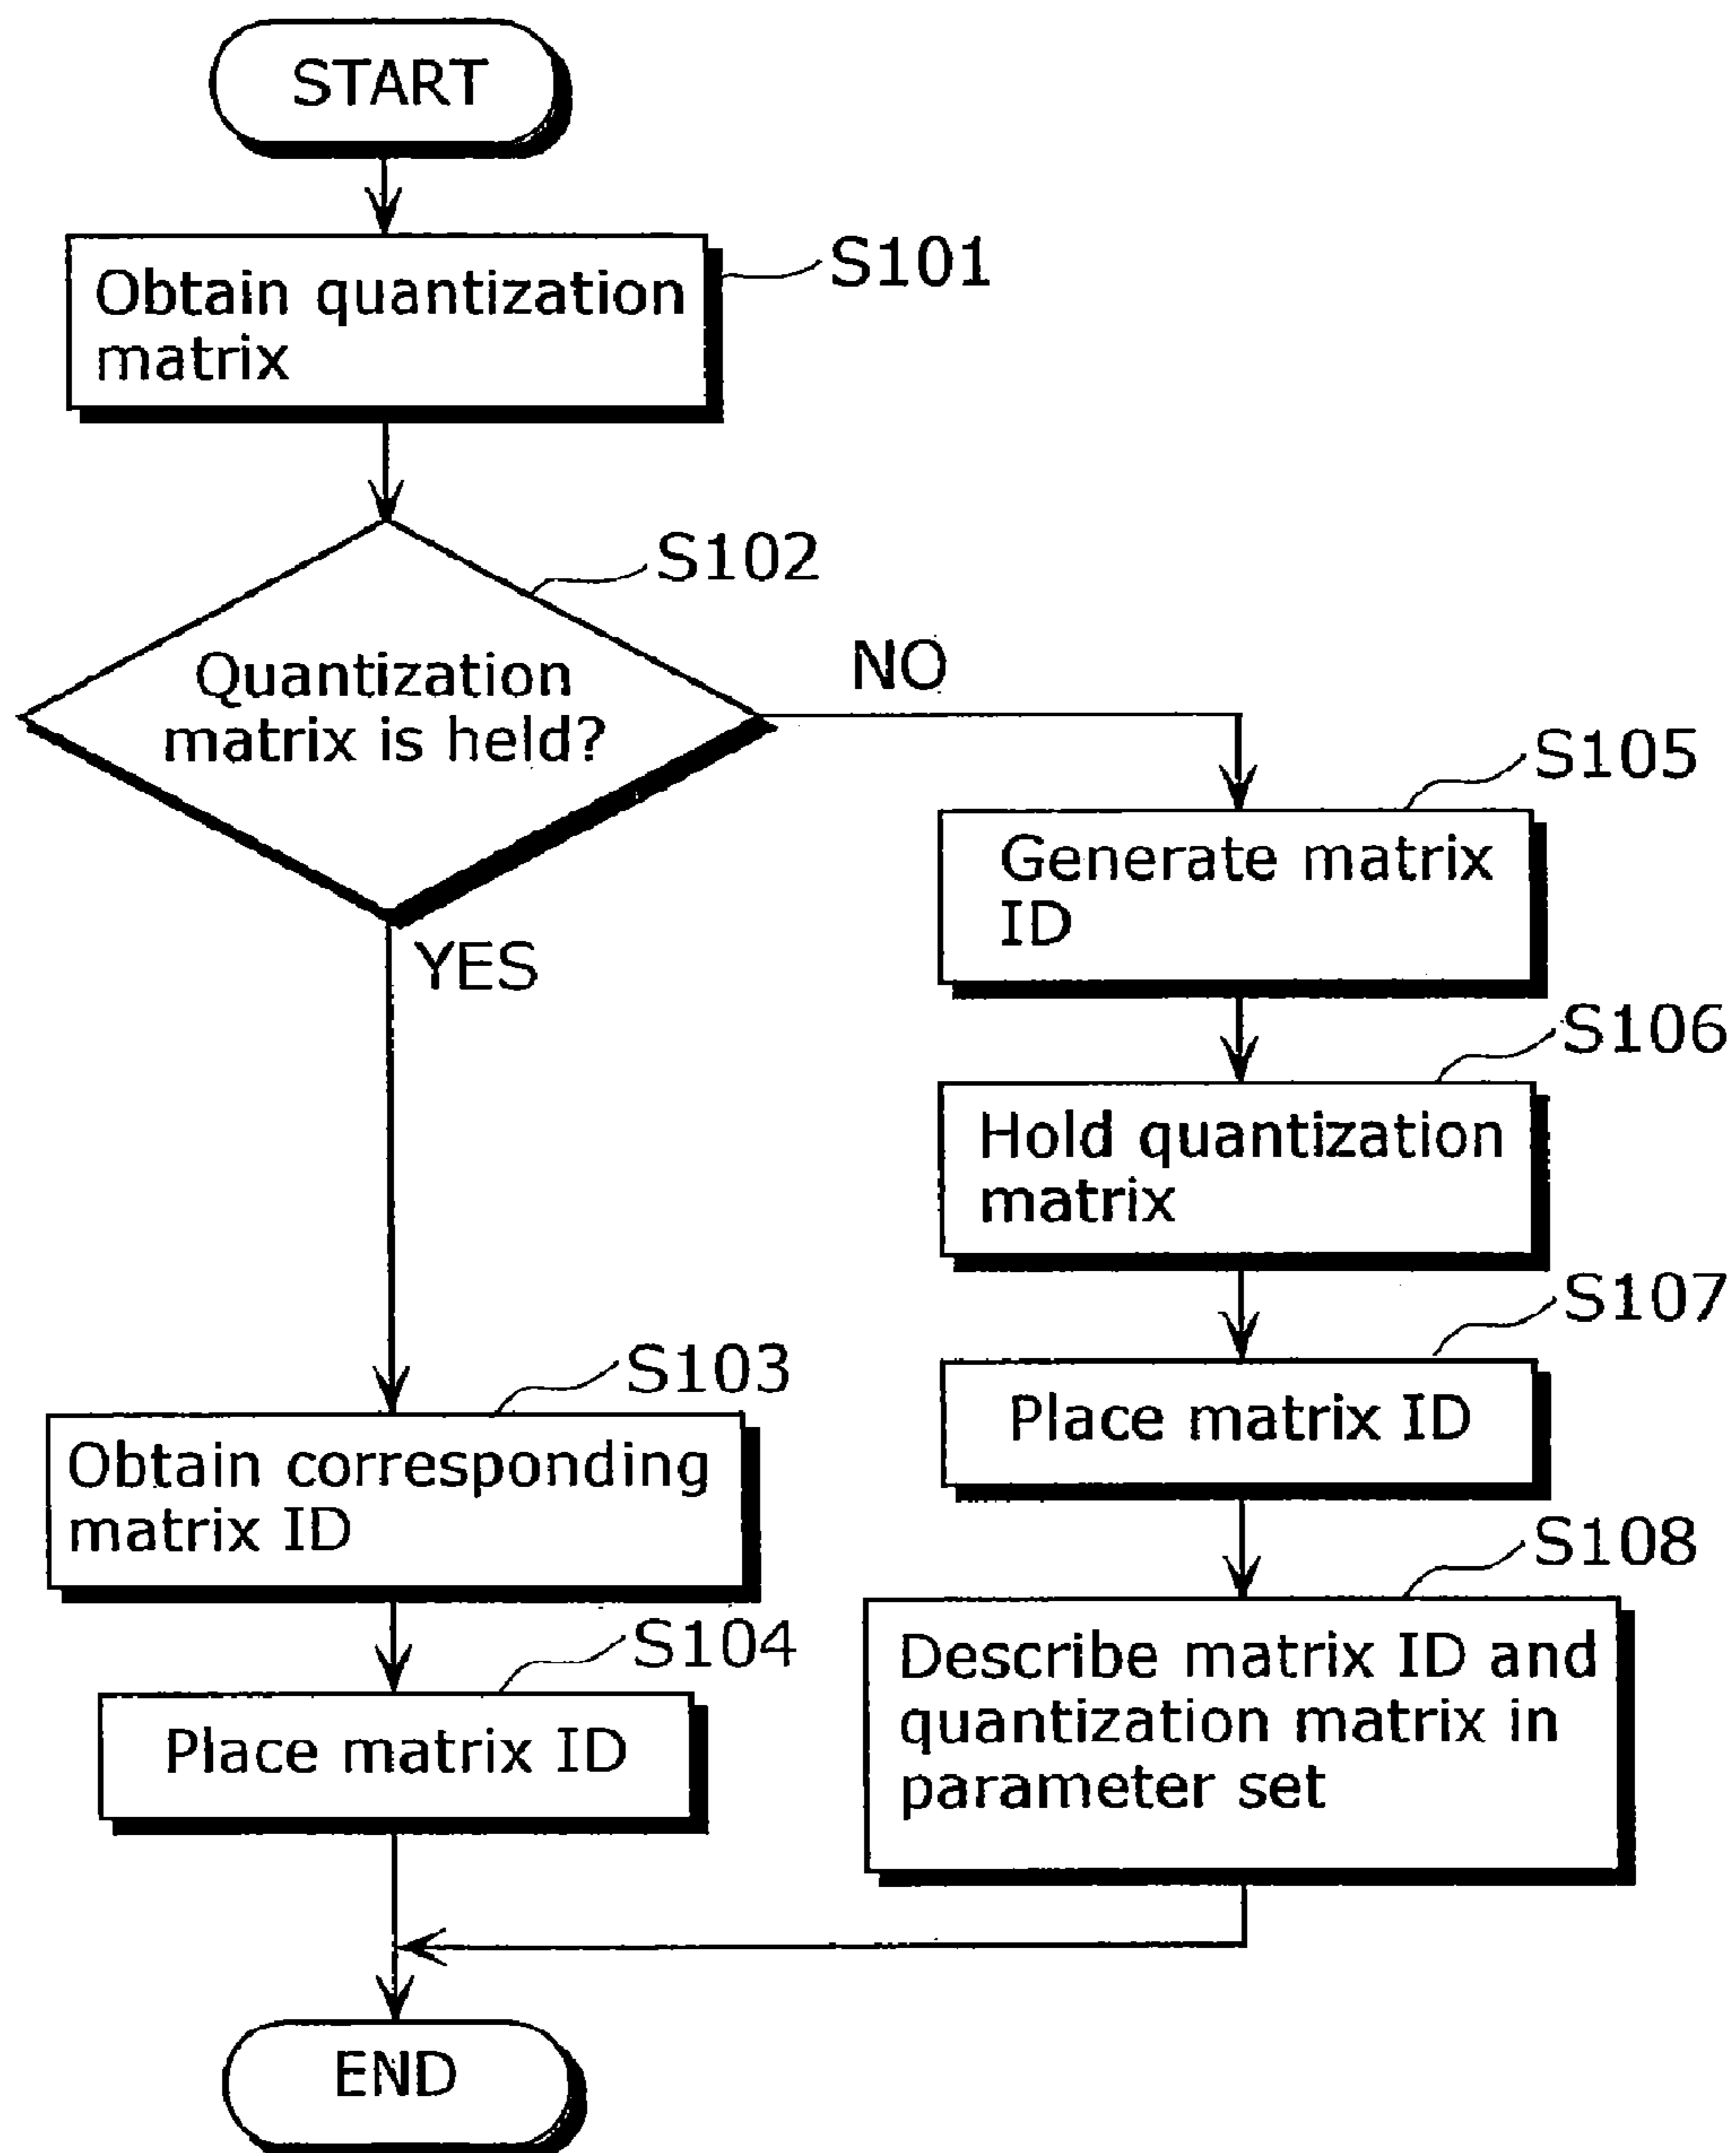 START
S101
Obtain quantization
matrix
S102
Quantization
matrix is held?
NO
YES
S105
Generate matrix
ID
S106
Hold quantization
matrix
S107
Place matrix ID
S108
Describe matrix ID and
quantization matrix in
parameter set
S103
Obtain corresponding
matrix ID
S104
Place matrix ID
END